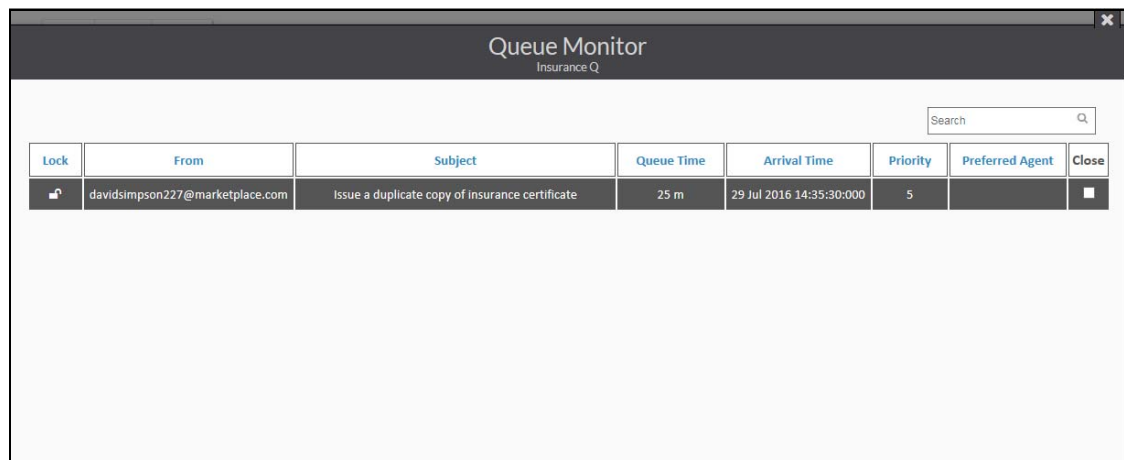 Queue Monitor
Insurance Q
Search
Lock From Subject Queue Time Arrival Time Priority Preferred Agent Close
davidsimpson227@marketplace.com Issue a duplicate copy of insurance certificate 25 m 29 Jul 2016 14:35:30:000 5